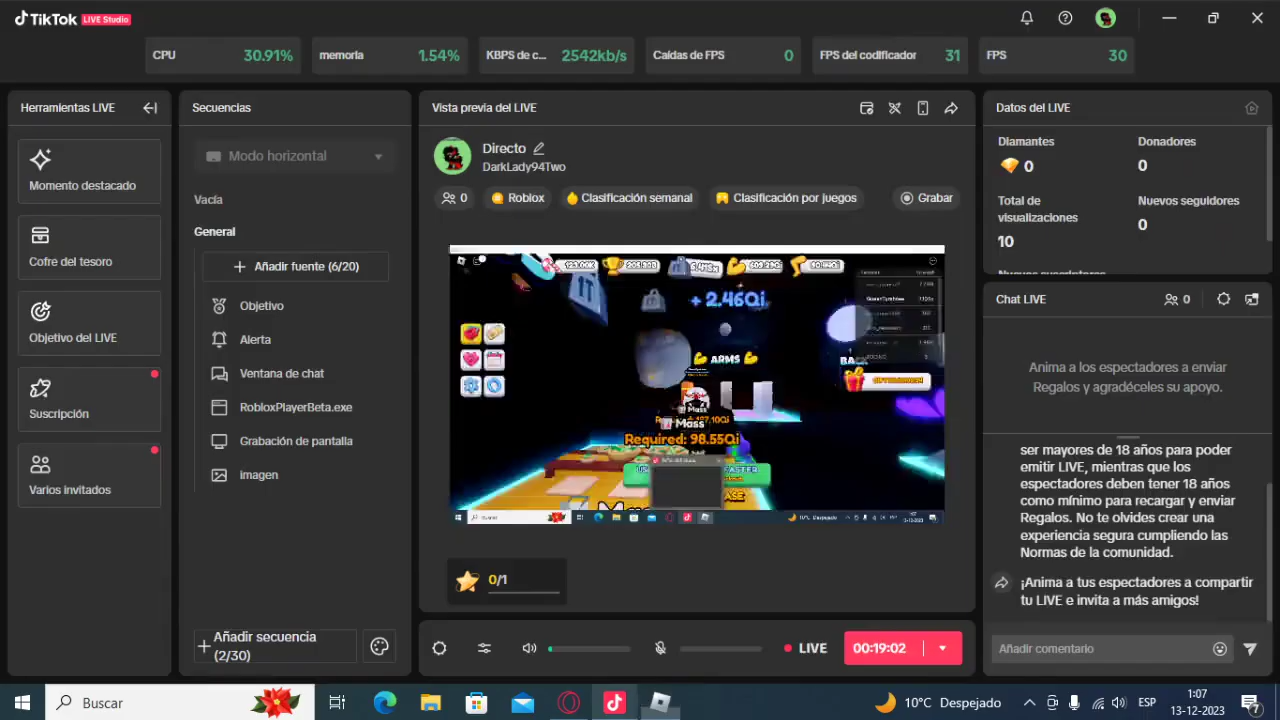 TikTok LIVE Studio
CPU 30.91%
memoria 1.54%
KBPS de c... 2542kb/s
Caídas de FPS 0
FPS del codificador 31
FPS 30
Herramientas LIVE
Momento destacado
Cofre del tesoro
Objetivo del LIVE
Suscripción
Varios invitados
Secuencias
Modo horizontal
Vacía
General
+ Añadir fuente (6/20)
Objetivo
Alerta
Ventana de chat
RobloxPlayerBeta.exe
Grabación de pantalla
imagen
+ Añadir secuencia
(2/30)
Vista previa del LIVE
Directo
DarkLady94Two
0
Roblox
Clasificación semanal
Clasificación por juegos
Grabar
1T
+ 2.46Qi
ARMS
BACK
Mass
Mass
Required: 98.55Qi
0/1
LIVE
00:19:02
Datos del LIVE
Diamantes
0
Donadores
0
Total de
visualizaciones
10
Nuevos seguidores
0
Nuevos suscriptores
Chat LIVE
0
Anima a los espectadores a enviar
Regalos y agradéceles su apoyo.
ser mayores de 18 años para poder
emitir LIVE, mientras que los
espectadores deben tener 18 años
como mínimo para recargar y enviar
Regalos. No te olvides crear una
experiencia segura cumpliendo las
Normas de la comunidad.
¡Anima a tus espectadores a compartir
tu LIVE e invita a más amigos!
Añadir comentario
Buscar
10°C Despejado
ESP
1:07
13-12-2023
7